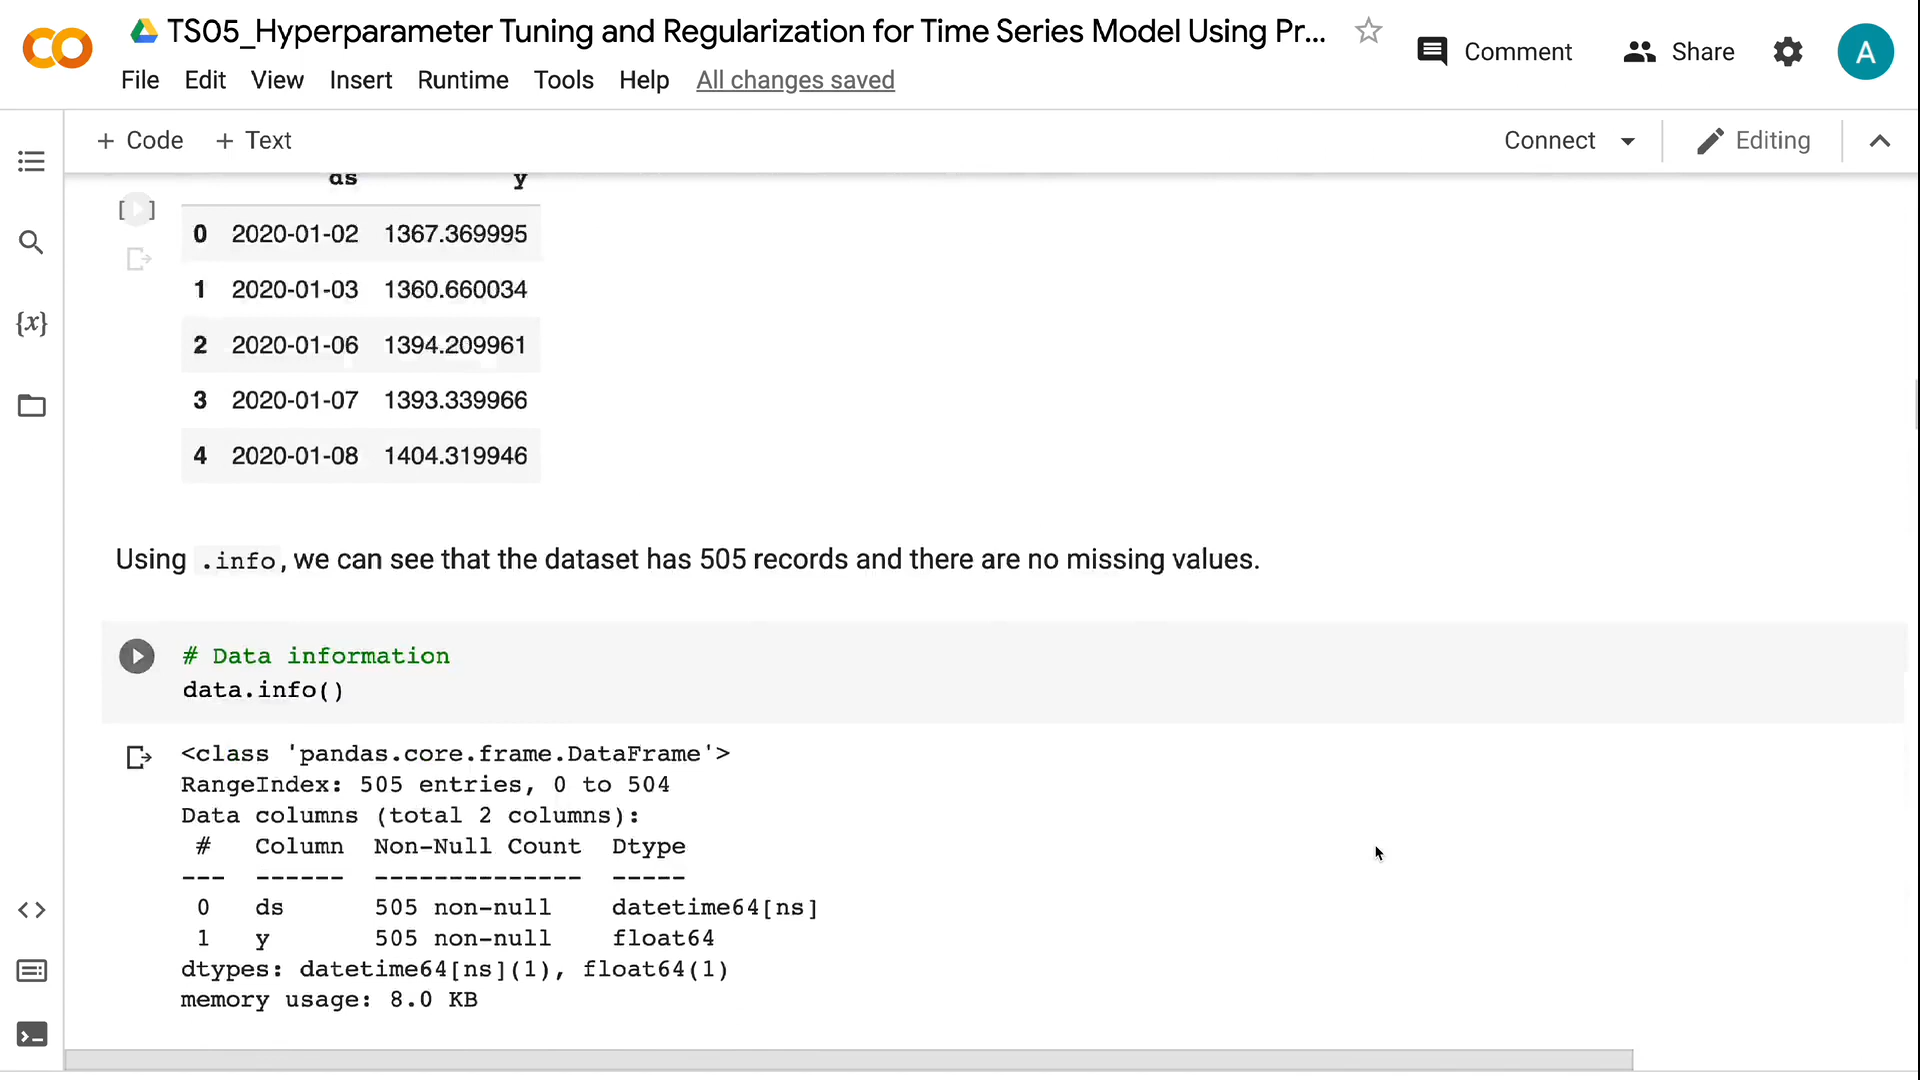 TS05_Hyperparameter Tuning and Regularization for Time Series Model Using Pr...
Comment
Share
A
File Edit View Insert Runtime Tools Help All changes saved
+ Code + Text
Connect
Editing
ds y
[ ]
0 2020-01-02 1367.369995
1 2020-01-03 1360.660034
2 2020-01-06 1394.209961
3 2020-01-07 1393.339966
4 2020-01-08 1404.319946
{x}
Using .info, we can see that the dataset has 505 records and there are no missing values.
# Data information
data.info()
<class 'pandas.core.frame.DataFrame'>
RangeIndex: 505 entries, 0 to 504
Data columns (total 2 columns):
# Column Non-Null Count Dtype
--- ------ -------------- -----
0 ds 505 non-null datetime64[ns]
1 y 505 non-null float64
dtypes: datetime64[ns](1), float64(1)
memory usage: 8.0 KB